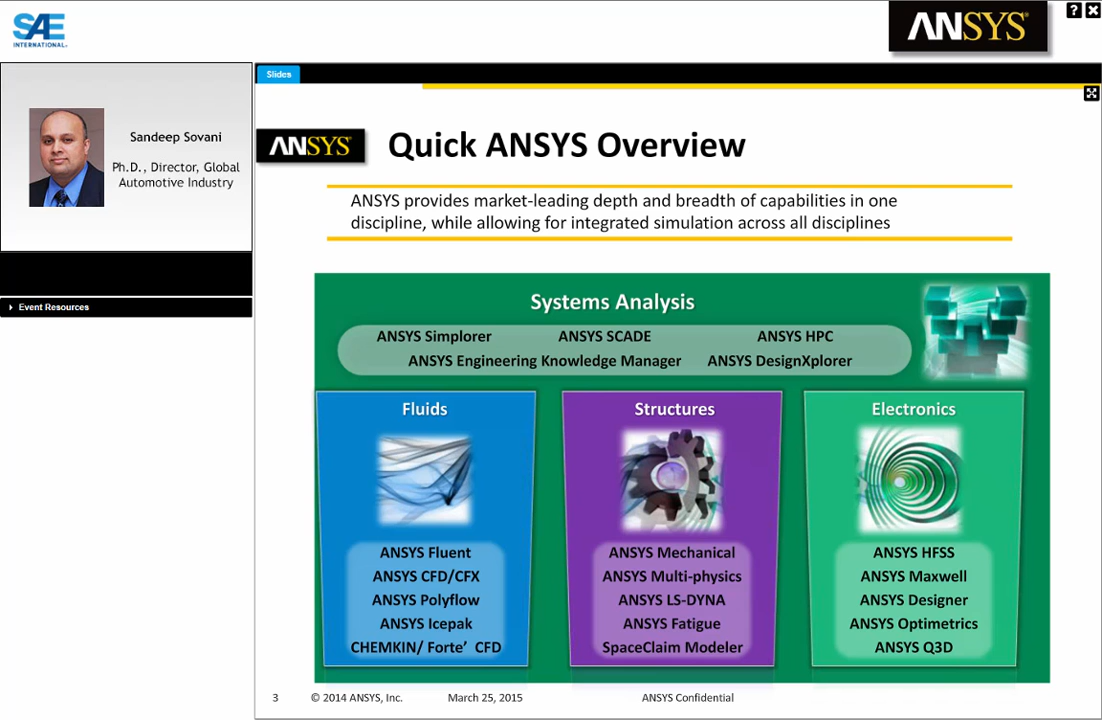 SAE
INTERNATIONAL®
ANSYS®
?
Sandeep Sovani
Ph.D., Director, Global
Automotive Industry
Event Resources
Slides
ANSYS®
Quick ANSYS Overview
ANSYS provides market-leading depth and breadth of capabilities in one
discipline, while allowing for integrated simulation across all disciplines
Systems Analysis
ANSYS Simplorer ANSYS SCADE ANSYS HPC
ANSYS Engineering Knowledge Manager ANSYS DesignXplorer
Fluids
ANSYS Fluent
ANSYS CFD/CFX
ANSYS Polyflow
ANSYS Icepak
CHEMKIN/ Forte’ CFD
Structures
ANSYS Mechanical
ANSYS Multi-physics
ANSYS LS-DYNA
ANSYS Fatigue
SpaceClaim Modeler
Electronics
ANSYS HFSS
ANSYS Maxwell
ANSYS Designer
ANSYS Optimetrics
ANSYS Q3D
3 © 2014 ANSYS, Inc. March 25, 2015 ANSYS Confidential